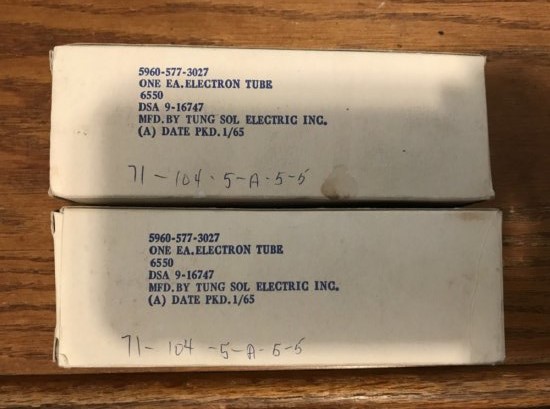 5960-577-3027
ONE EA.ELECTRON TUBE
6550
DSA 9-16747
MFD.BY TUNG SOL ELECTRIC INC.
(A) DATE PKD.1/65
71-104-5-A-5-5
5960-577-3027
ONE EA.ELECTRON TUBE
6550
DSA 9-16747
MFD.BY TUNG SOL ELECTRIC INC.
(A) DATE PKD.1/65
71-104-5-A-5-5